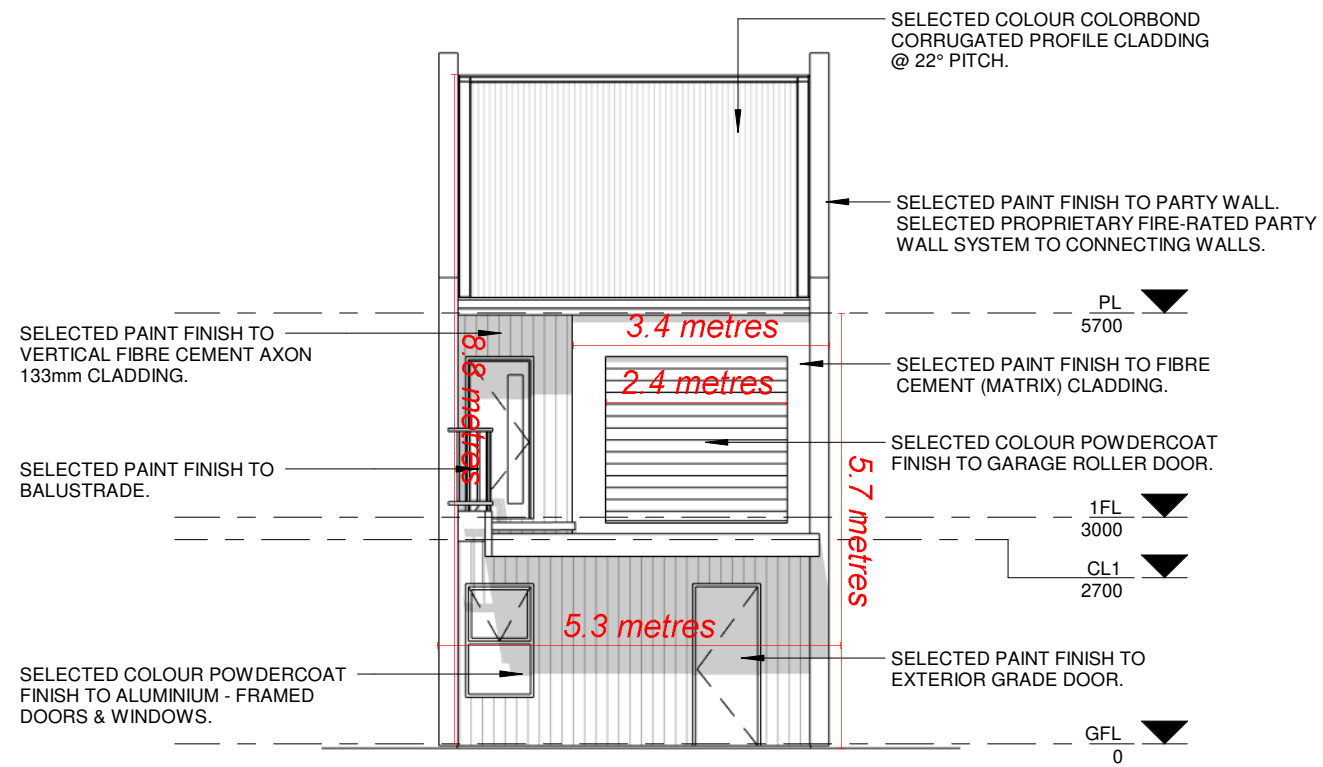 SELECTED COLOUR COLORBOND
CORRUGATED PROFILE CLADDING
@ 22° PITCH.
SELECTED PAINT FINISH TO PARTY WALL.
SELECTED PROPRIETARY FIRE-RATED PARTY
WALL SYSTEM TO CONNECTING WALLS.
PL
5700
SELECTED PAINT FINISH TO
VERTICAL FIBRE CEMENT AXON
133mm CLADDING.
3.4 metres
8.8 metres
2.4 metres
SELECTED PAINT FINISH TO FIBRE
CEMENT (MATRIX) CLADDING.
SELECTED COLOUR POWDERCOAT
FINISH TO GARAGE ROLLER DOOR.
SELECTED PAINT FINISH TO
BALUSTRADE.
5.7 metres
1FL
3000
CL1
2700
5.3 metres
SELECTED COLOUR POWDERCOAT
FINISH TO ALUMINIUM - FRAMED
DOORS & WINDOWS.
SELECTED PAINT FINISH TO
EXTERIOR GRADE DOOR.
GFL
0